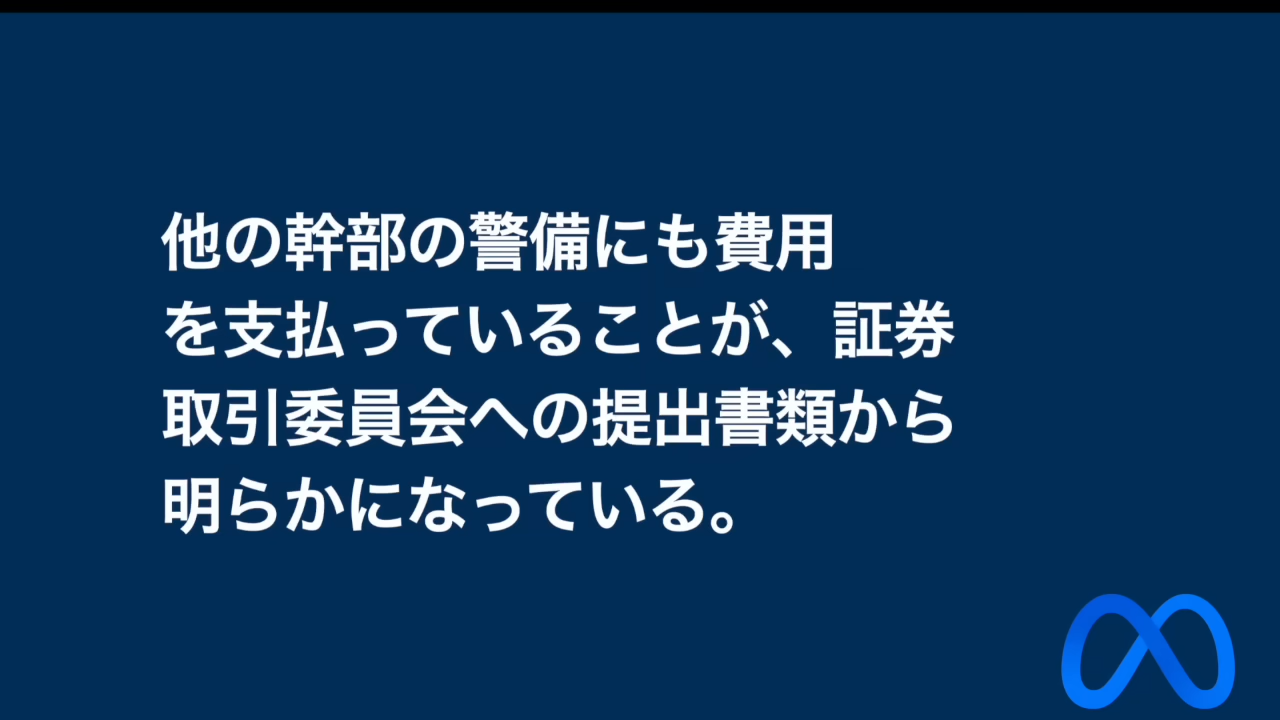 他の幹部の警備にも費用
を支払っていることが、証券
取引委員会への提出書類から
明らかになっている。